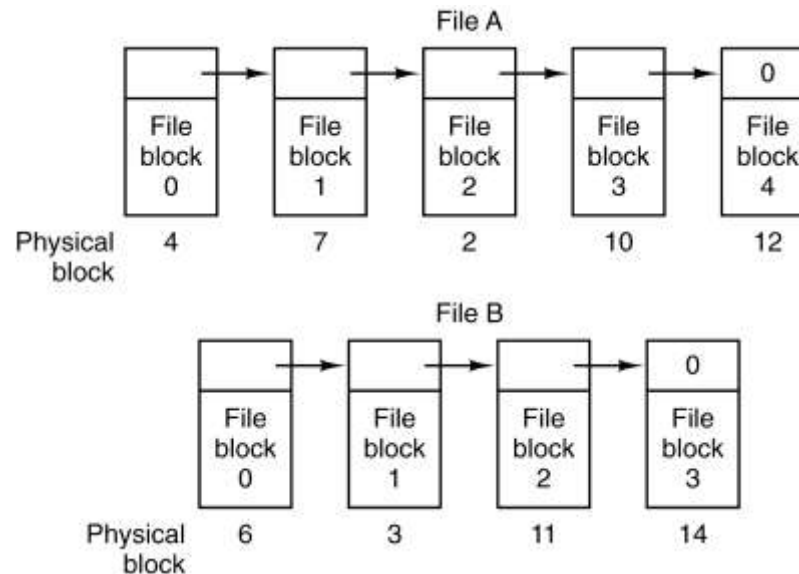 File A
0
File block 0
File block 1
File block 2
File block 3
File block 4
Physical block
4 7 2 10 12
File B
0
File block 0
File block 1
File block 2
File block 3
Physical block
6 3 11 14